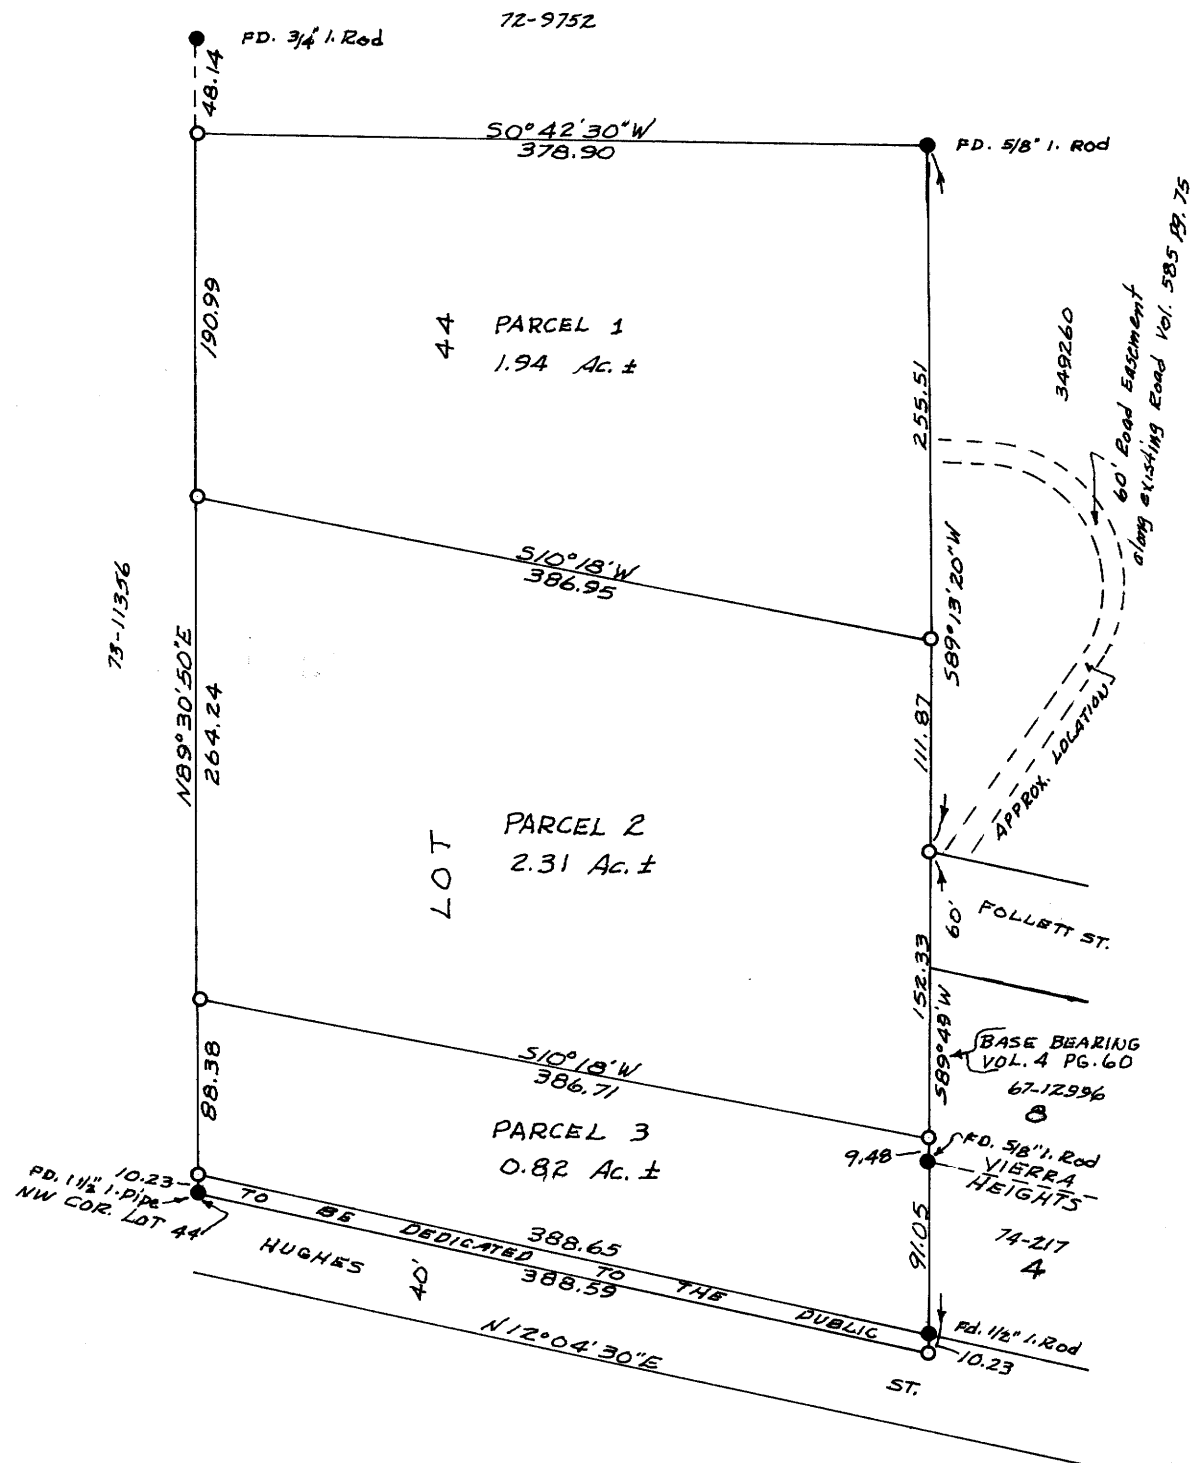 72-9752
FD. 3/4" I. Rod
48.14
S0°42'30"W
378.90
FD. 5/8" I. Rod
190.99
44
PARCEL 1
1.94 Ac. ±
255.51
349260
60' Road Easement
along existing Road Vol. 585 Pg. 75
S10°18'W
386.95
S89°13'20"W
73-11356
N89°30'50"E
264.24
111.87
APPROX. LOCATION
PARCEL 2
2.31 Ac. ±
LOT
60'
FOLLETT ST.
152.33
S89°49'W
BASE BEARING
VOL. 4 PG. 60
67-12996
8
88.38
S10°18'W
386.71
PARCEL 3
0.82 Ac. ±
9.48
FD. 5/8" I. Rod
VIERRA
HEIGHTS
91.05
74-217
4
10.23
FD. 1 1/2" I. Pipe
NW COR. LOT 44
TO BE DEDICATED TO THE PUBLIC
388.65
388.59
HUGHES
40'
N12°04'30"E
Fd. 1/2" I. Rod
10.23
ST.